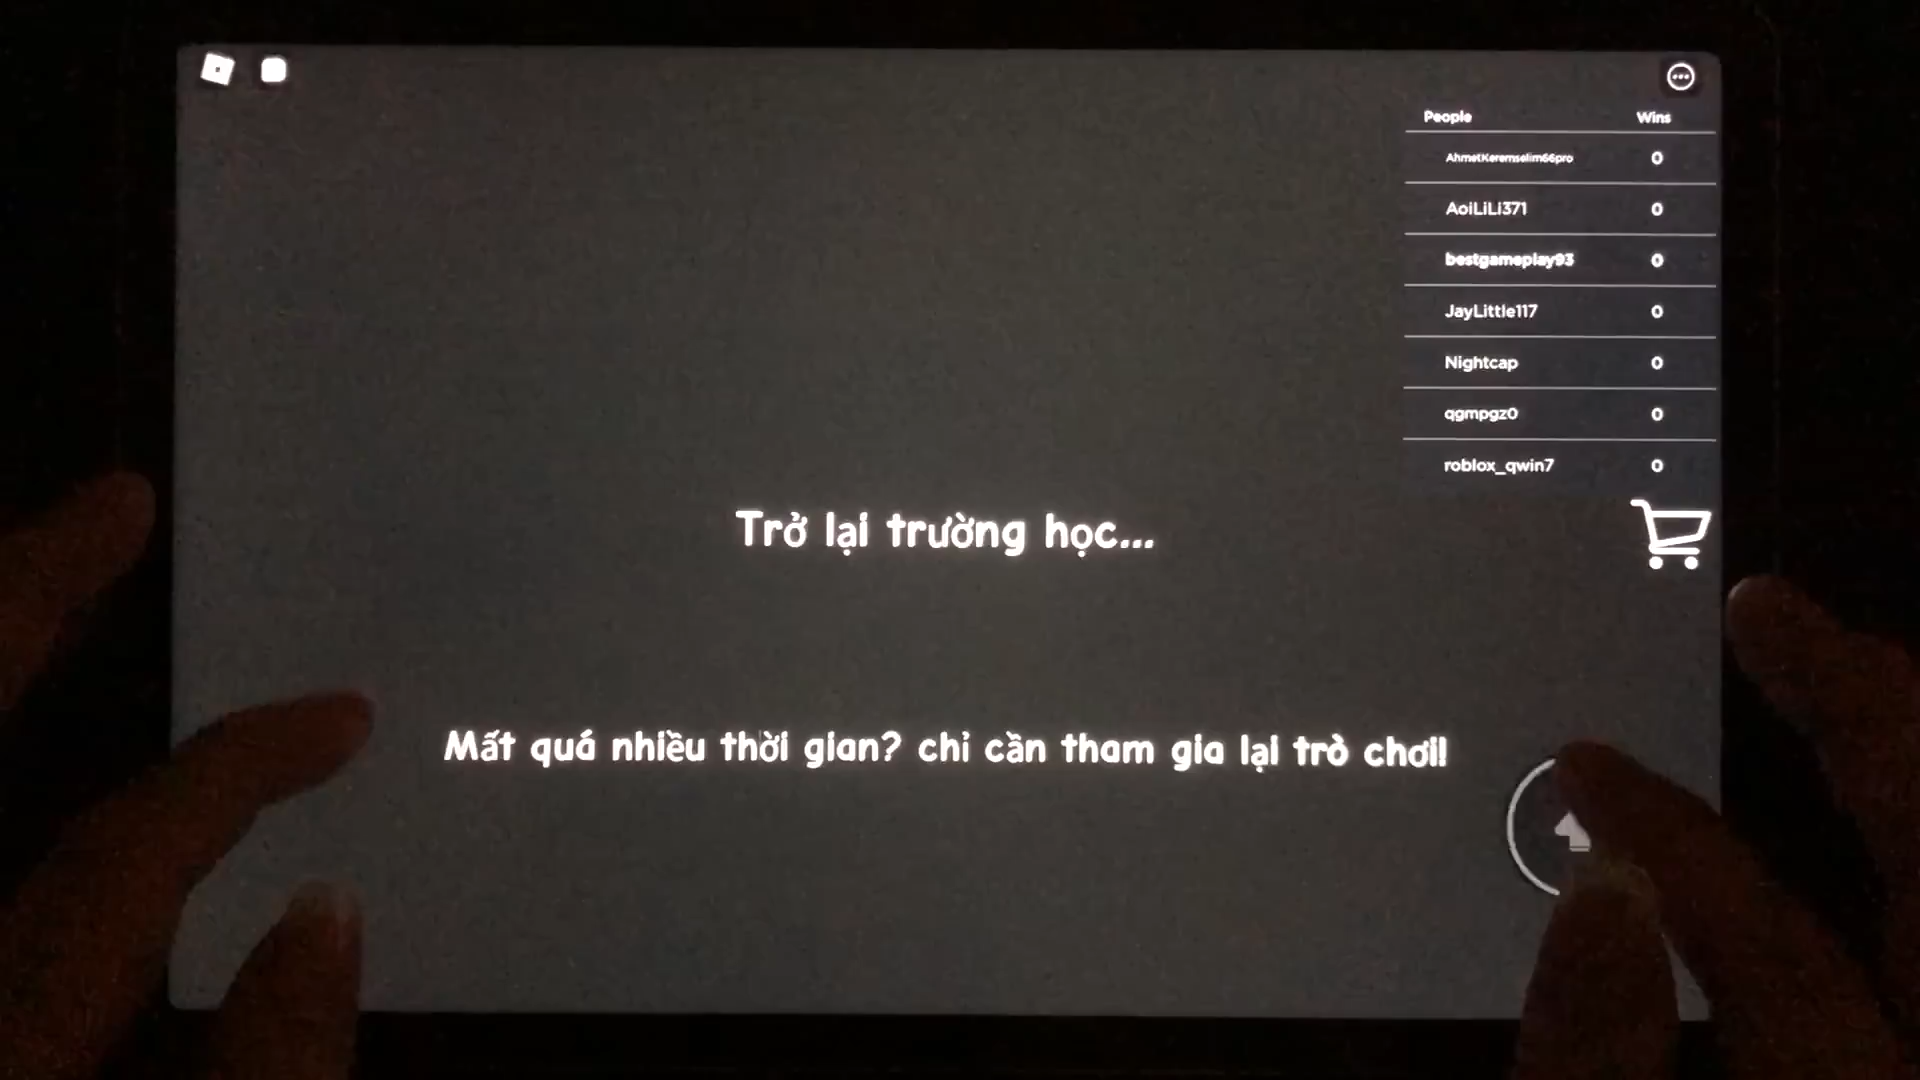 People Wins
AhmetKeremselim66pro 0
AoiLiLi371 0
bestgameplay93 0
JayLittle117 0
Nightcap 0
qgmpgz0 0
roblox_qwin7 0
Trở lại trường học...
Mất quá nhiều thời gian? chỉ cần tham gia lại trò chơi!